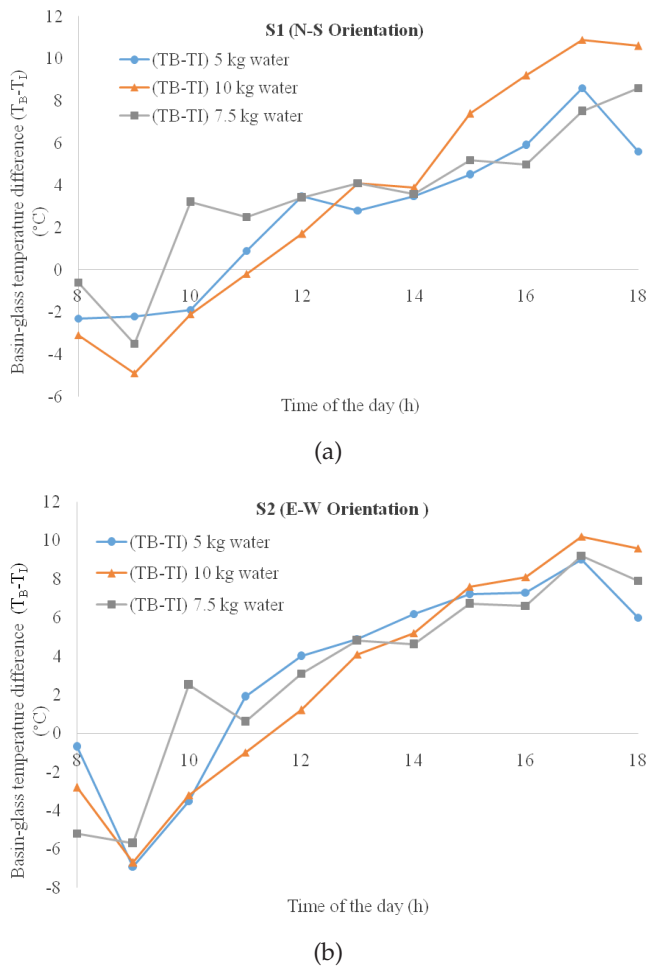 S1 (N-S Orientation)
(TB-TI) 5 kg water
(TB-TI) 10 kg water
(TB-TI) 7.5 kg water
Basin-glass temperature difference (T_B-T_I)
(°C)
12
10
8
6
4
2
0
-2
-4
-6
8 10 12 14 16 18
Time of the day (h)
(a)
S2 (E-W Orientation )
(TB-TI) 5 kg water
(TB-TI) 10 kg water
(TB-TI) 7.5 kg water
Basin-glass temperature difference (T_B-T_I)
(°C)
12
10
8
6
4
2
0
-2
-4
-6
-8
8 10 12 14 16 18
Time of the day (h)
(b)